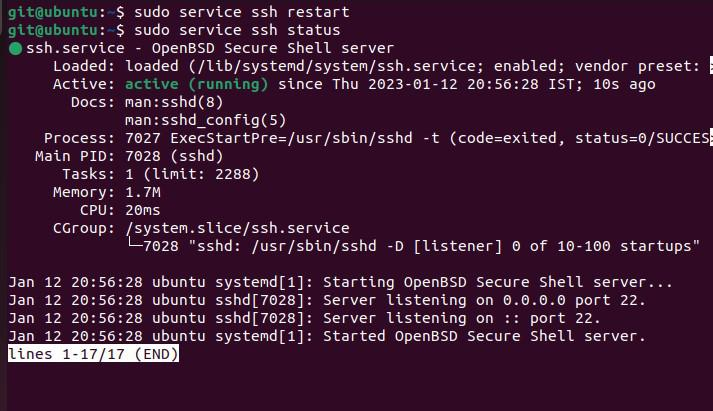 git@ubuntu:~$ sudo service ssh restart
git@ubuntu:~$ sudo service ssh status
● ssh.service - OpenBSD Secure Shell server
     Loaded: loaded (/lib/systemd/system/ssh.service; enabled; vendor preset: >
     Active: active (running) since Thu 2023-01-12 20:56:28 IST; 10s ago
       Docs: man:sshd(8)
             man:sshd_config(5)
    Process: 7027 ExecStartPre=/usr/sbin/sshd -t (code=exited, status=0/SUCCES>
   Main PID: 7028 (sshd)
      Tasks: 1 (limit: 2288)
     Memory: 1.7M
        CPU: 20ms
     CGroup: /system.slice/ssh.service
             └─7028 "sshd: /usr/sbin/sshd -D [listener] 0 of 10-100 startups"
Jan 12 20:56:28 ubuntu systemd[1]: Starting OpenBSD Secure Shell server...
Jan 12 20:56:28 ubuntu sshd[7028]: Server listening on 0.0.0.0 port 22.
Jan 12 20:56:28 ubuntu sshd[7028]: Server listening on :: port 22.
Jan 12 20:56:28 ubuntu systemd[1]: Started OpenBSD Secure Shell server.
lines 1-17/17 (END)